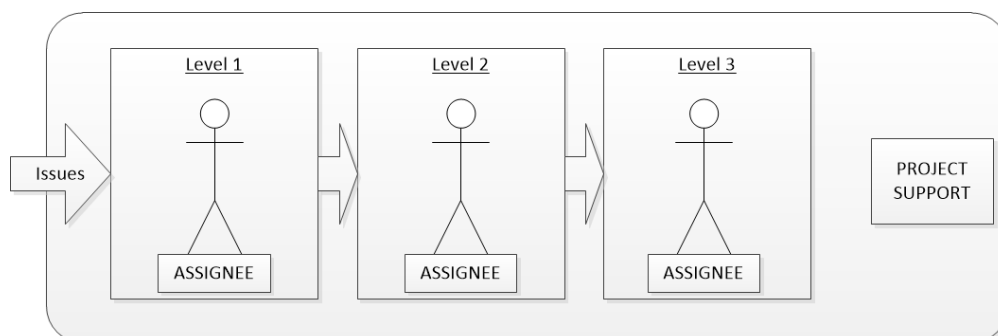 Level 1
Level 2
Level 3
Issues
PROJECT
SUPPORT
ASSIGNEE
ASSIGNEE
ASSIGNEE